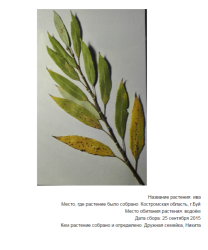 Название растения: ива
Место, где растение было собрано: Костромская область, г.Буй
Место обитания растения: водоём
Дата сбора: 25 сентября 2015
Кем растение собрано и определено: Дружная семейка, Никита